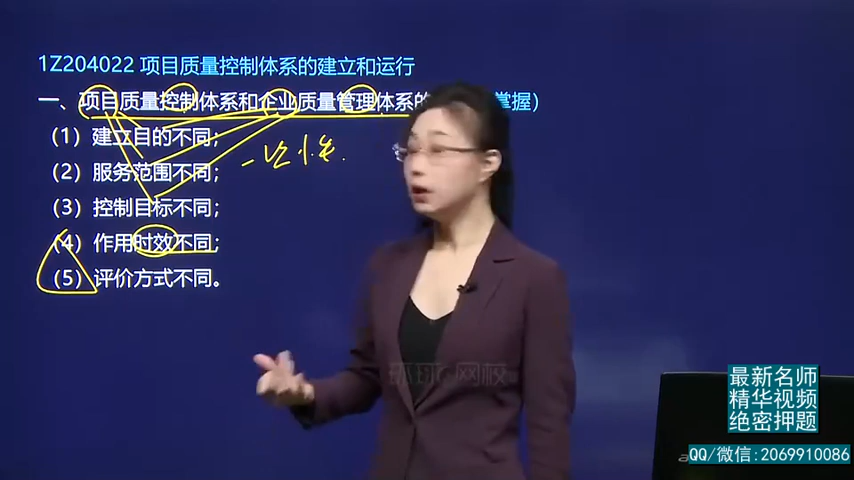 1Z204022 项目质量控制体系的建立和运行
一、项目质量控制体系和企业质量管理体系的 掌握）
（1）建立目的不同；
（2）服务范围不同；
（3）控制目标不同；
（4）作用时效不同；
（5）评价方式不同。
环球 网校
最新名师
精华视频
绝密押题
QQ/微信:2069910086